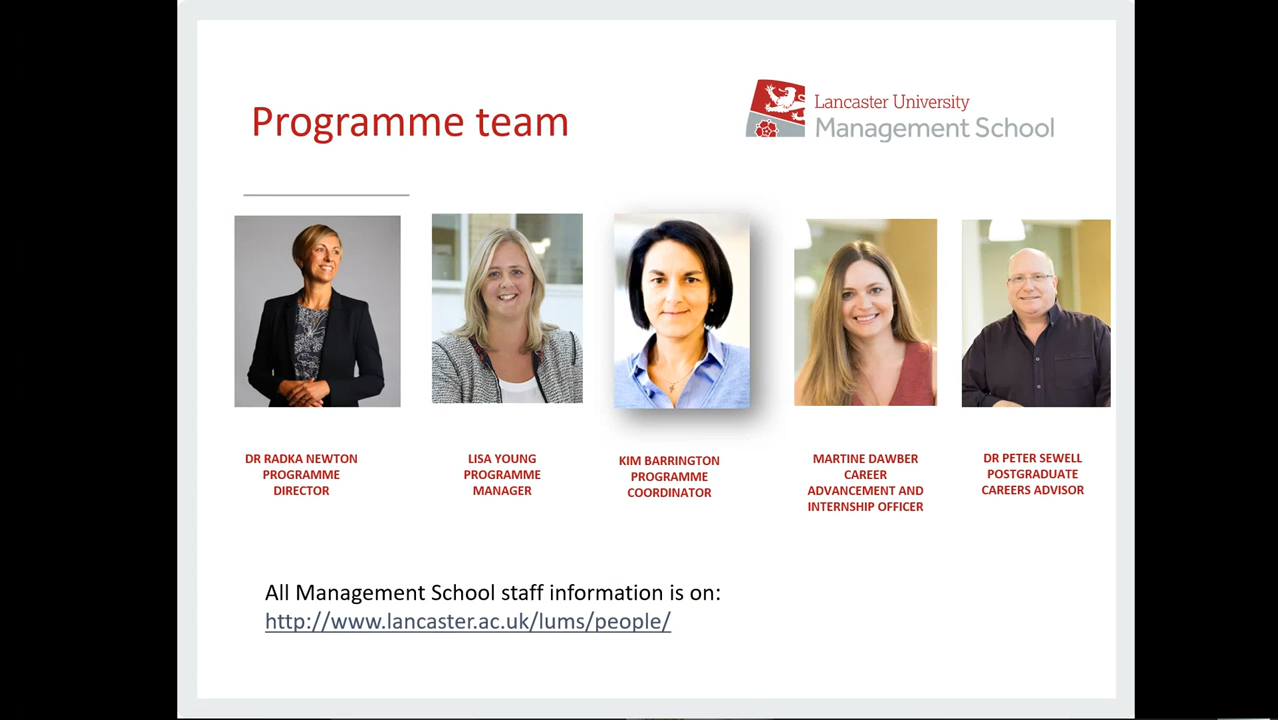 Programme team
Lancaster University
Management School
DR RADKA NEWTON
PROGRAMME
DIRECTOR
LISA YOUNG
PROGRAMME
MANAGER
KIM BARRINGTON
PROGRAMME
COORDINATOR
MARTINE DAWBER
CAREER
ADVANCEMENT AND
INTERNSHIP OFFICER
DR PETER SEWELL
POSTGRADUATE
CAREERS ADVISOR
All Management School staff information is on:
http://www.lancaster.ac.uk/lums/people/